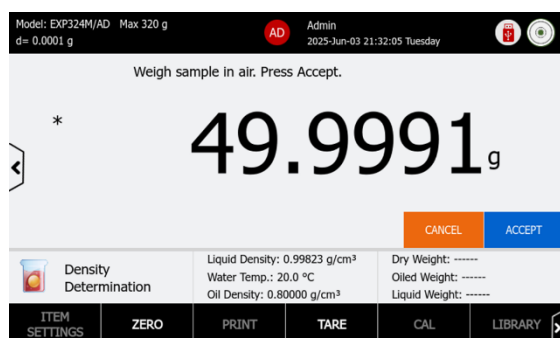 Model: EXP324M/AD Max 320 g
d= 0.0001 g
AD
Admin
2025-Jun-03 21:32:05 Tuesday
Weigh sample in air. Press Accept.
* 49.9991 g
CANCEL ACCEPT
Density
Determination
Liquid Density: 0.99823 g/cm³
Water Temp.: 20.0 °C
Oil Density: 0.80000 g/cm³
Dry Weight: ------
Oiled Weight: ------
Liquid Weight: ------
ITEM
SETTINGS
ZERO
PRINT
TARE
CAL
LIBRARY